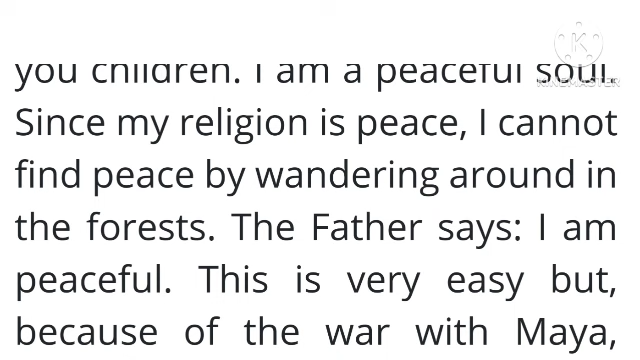 you children. I am a peaceful soul.
KINEMASTER
Since my religion is peace, I cannot
find peace by wandering around in
the forests. The Father says: I am
peaceful. This is very easy but,
because of the war with Maya,